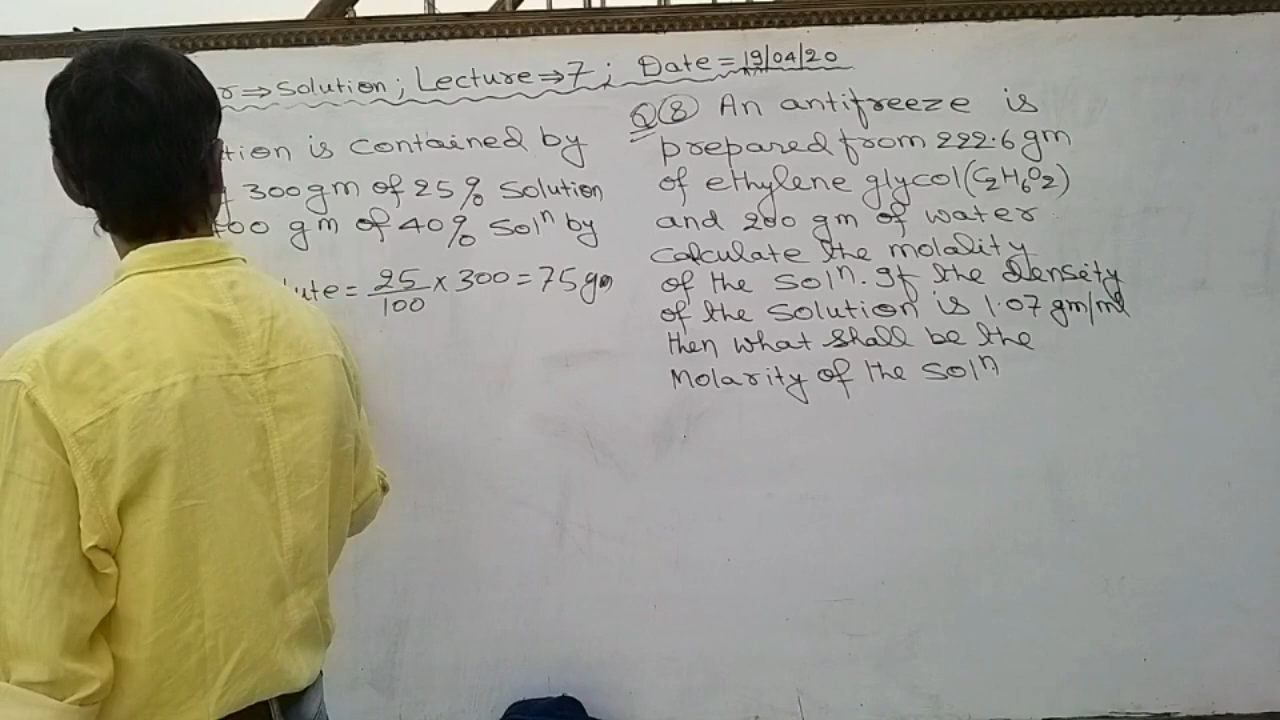 r ⇒ Solution ; Lecture ⇒ 7 ; Date = 19/04/20
tion is contained by
300 gm of 25% Solution
400 gm of 40% solⁿ by
ute = 25/100 × 300 = 75 gm
Q(8) An antifreeze is
prepared from 222.6 gm
of ethylene glycol (C₂H₆O₂)
and 200 gm of water
calculate the molality
of the Solⁿ. If the density
of the solution is 1.07 gm/ml
then what shall be the
Molarity of the solⁿ